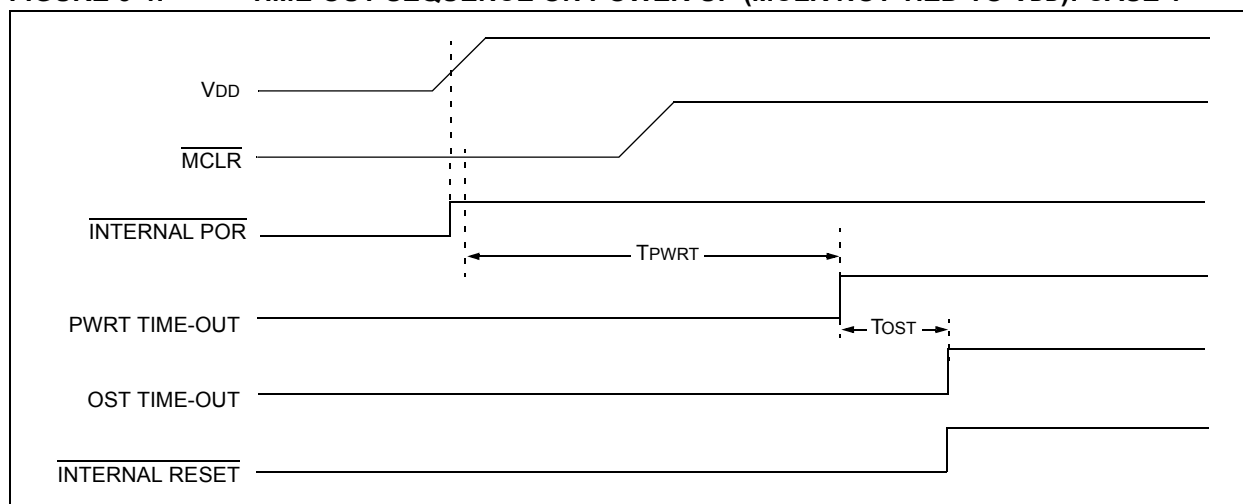 VDD
MCLR
INTERNAL POR
TPWRT
PWRT TIME-OUT
TOST
OST TIME-OUT
INTERNAL RESET